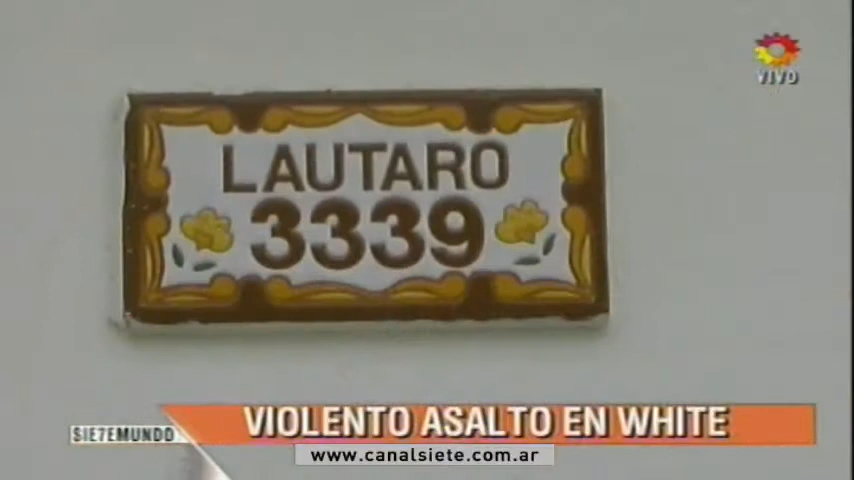 VIVO
LAUTARO
3339
VIOLENTO ASALTO EN WHITE
SIE7EMUNDO
www.canalsiete.com.ar